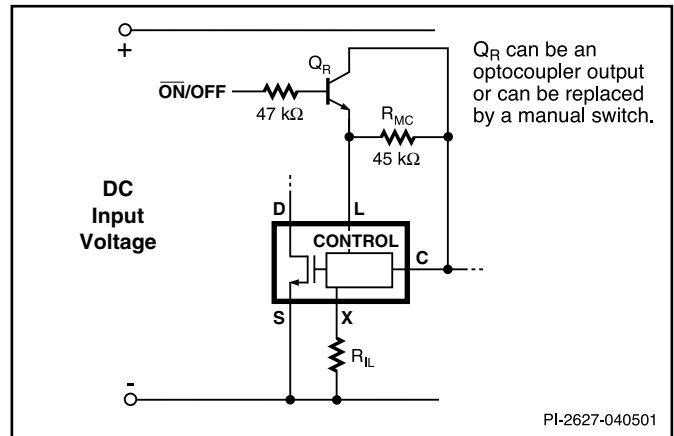 +
Q_R
Q_R can be an
optocoupler output
or can be replaced
by a manual switch.
O̅N̅/OFF
47 kΩ
R_MC
45 kΩ
DC
Input
Voltage
D
L
CONTROL
C
S
X
R_IL
-
PI-2627-040501